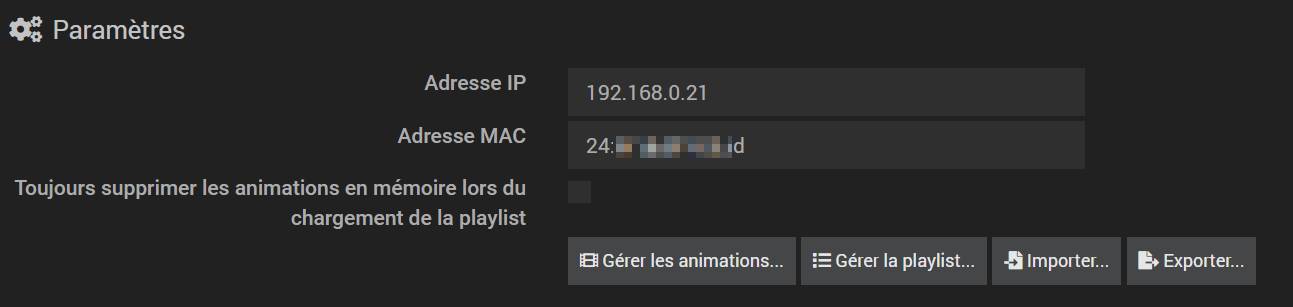 Paramètres
Adresse IP
192.168.0.21
Adresse MAC
24:
d
Toujours supprimer les animations en mémoire lors du
chargement de la playlist
Gérer les animations... Gérer la playlist... Importer... Exporter...